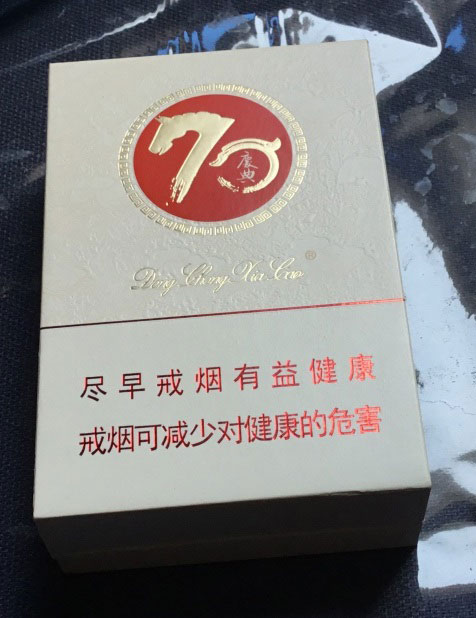 70
慶典
Dong Chong Xia Cao ®
尽早戒烟有益健康
戒烟可减少对健康的危害